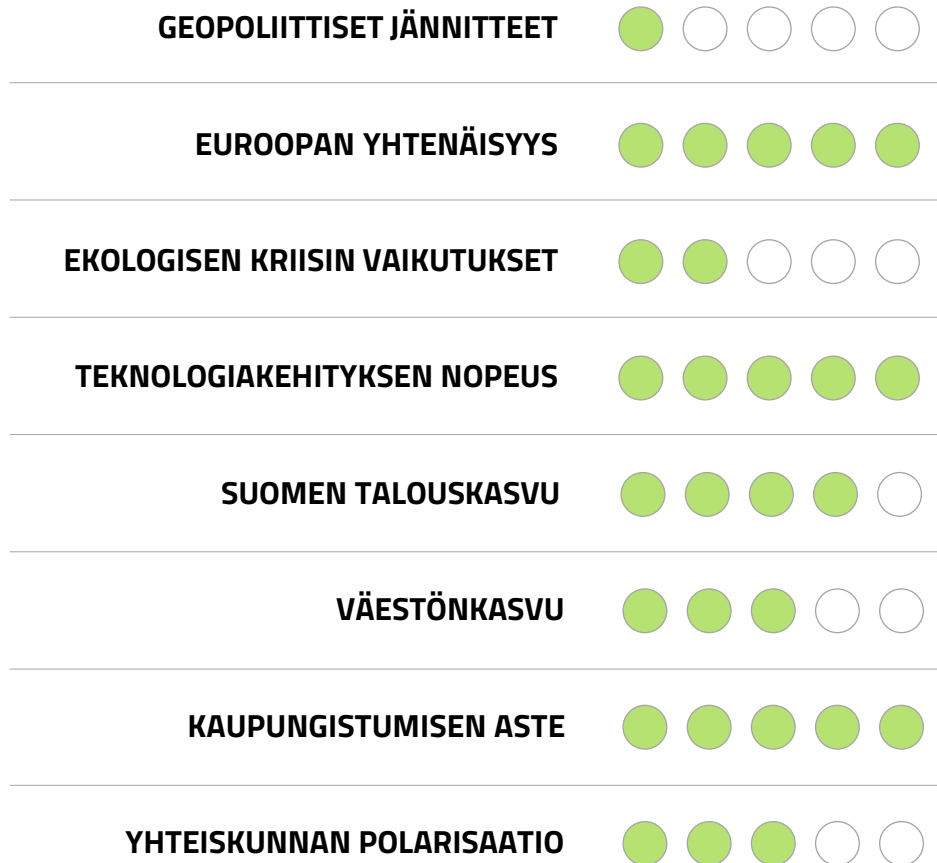 GEOPOLIITTISET JÄNNITTEET
EUROOPAN YHTENÄISYYS
EKOLOGISEN KRIISIN VAIKUTUKSET
TEKNOLOGIAKEHITYKSEN NOPEUS
SUOMEN TALOUSKASVU
VÄESTÖNKASVU
KAUPUNGISTUMISEN ASTE
YHTEISKUNNAN POLARISAATIO